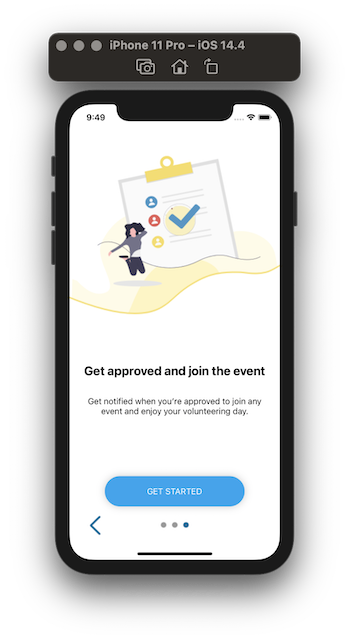 iPhone 11 Pro – iOS 14.4
9:49
Get approved and join the event
Get notified when you're approved to join any
event and enjoy your volunteering day.
GET STARTED